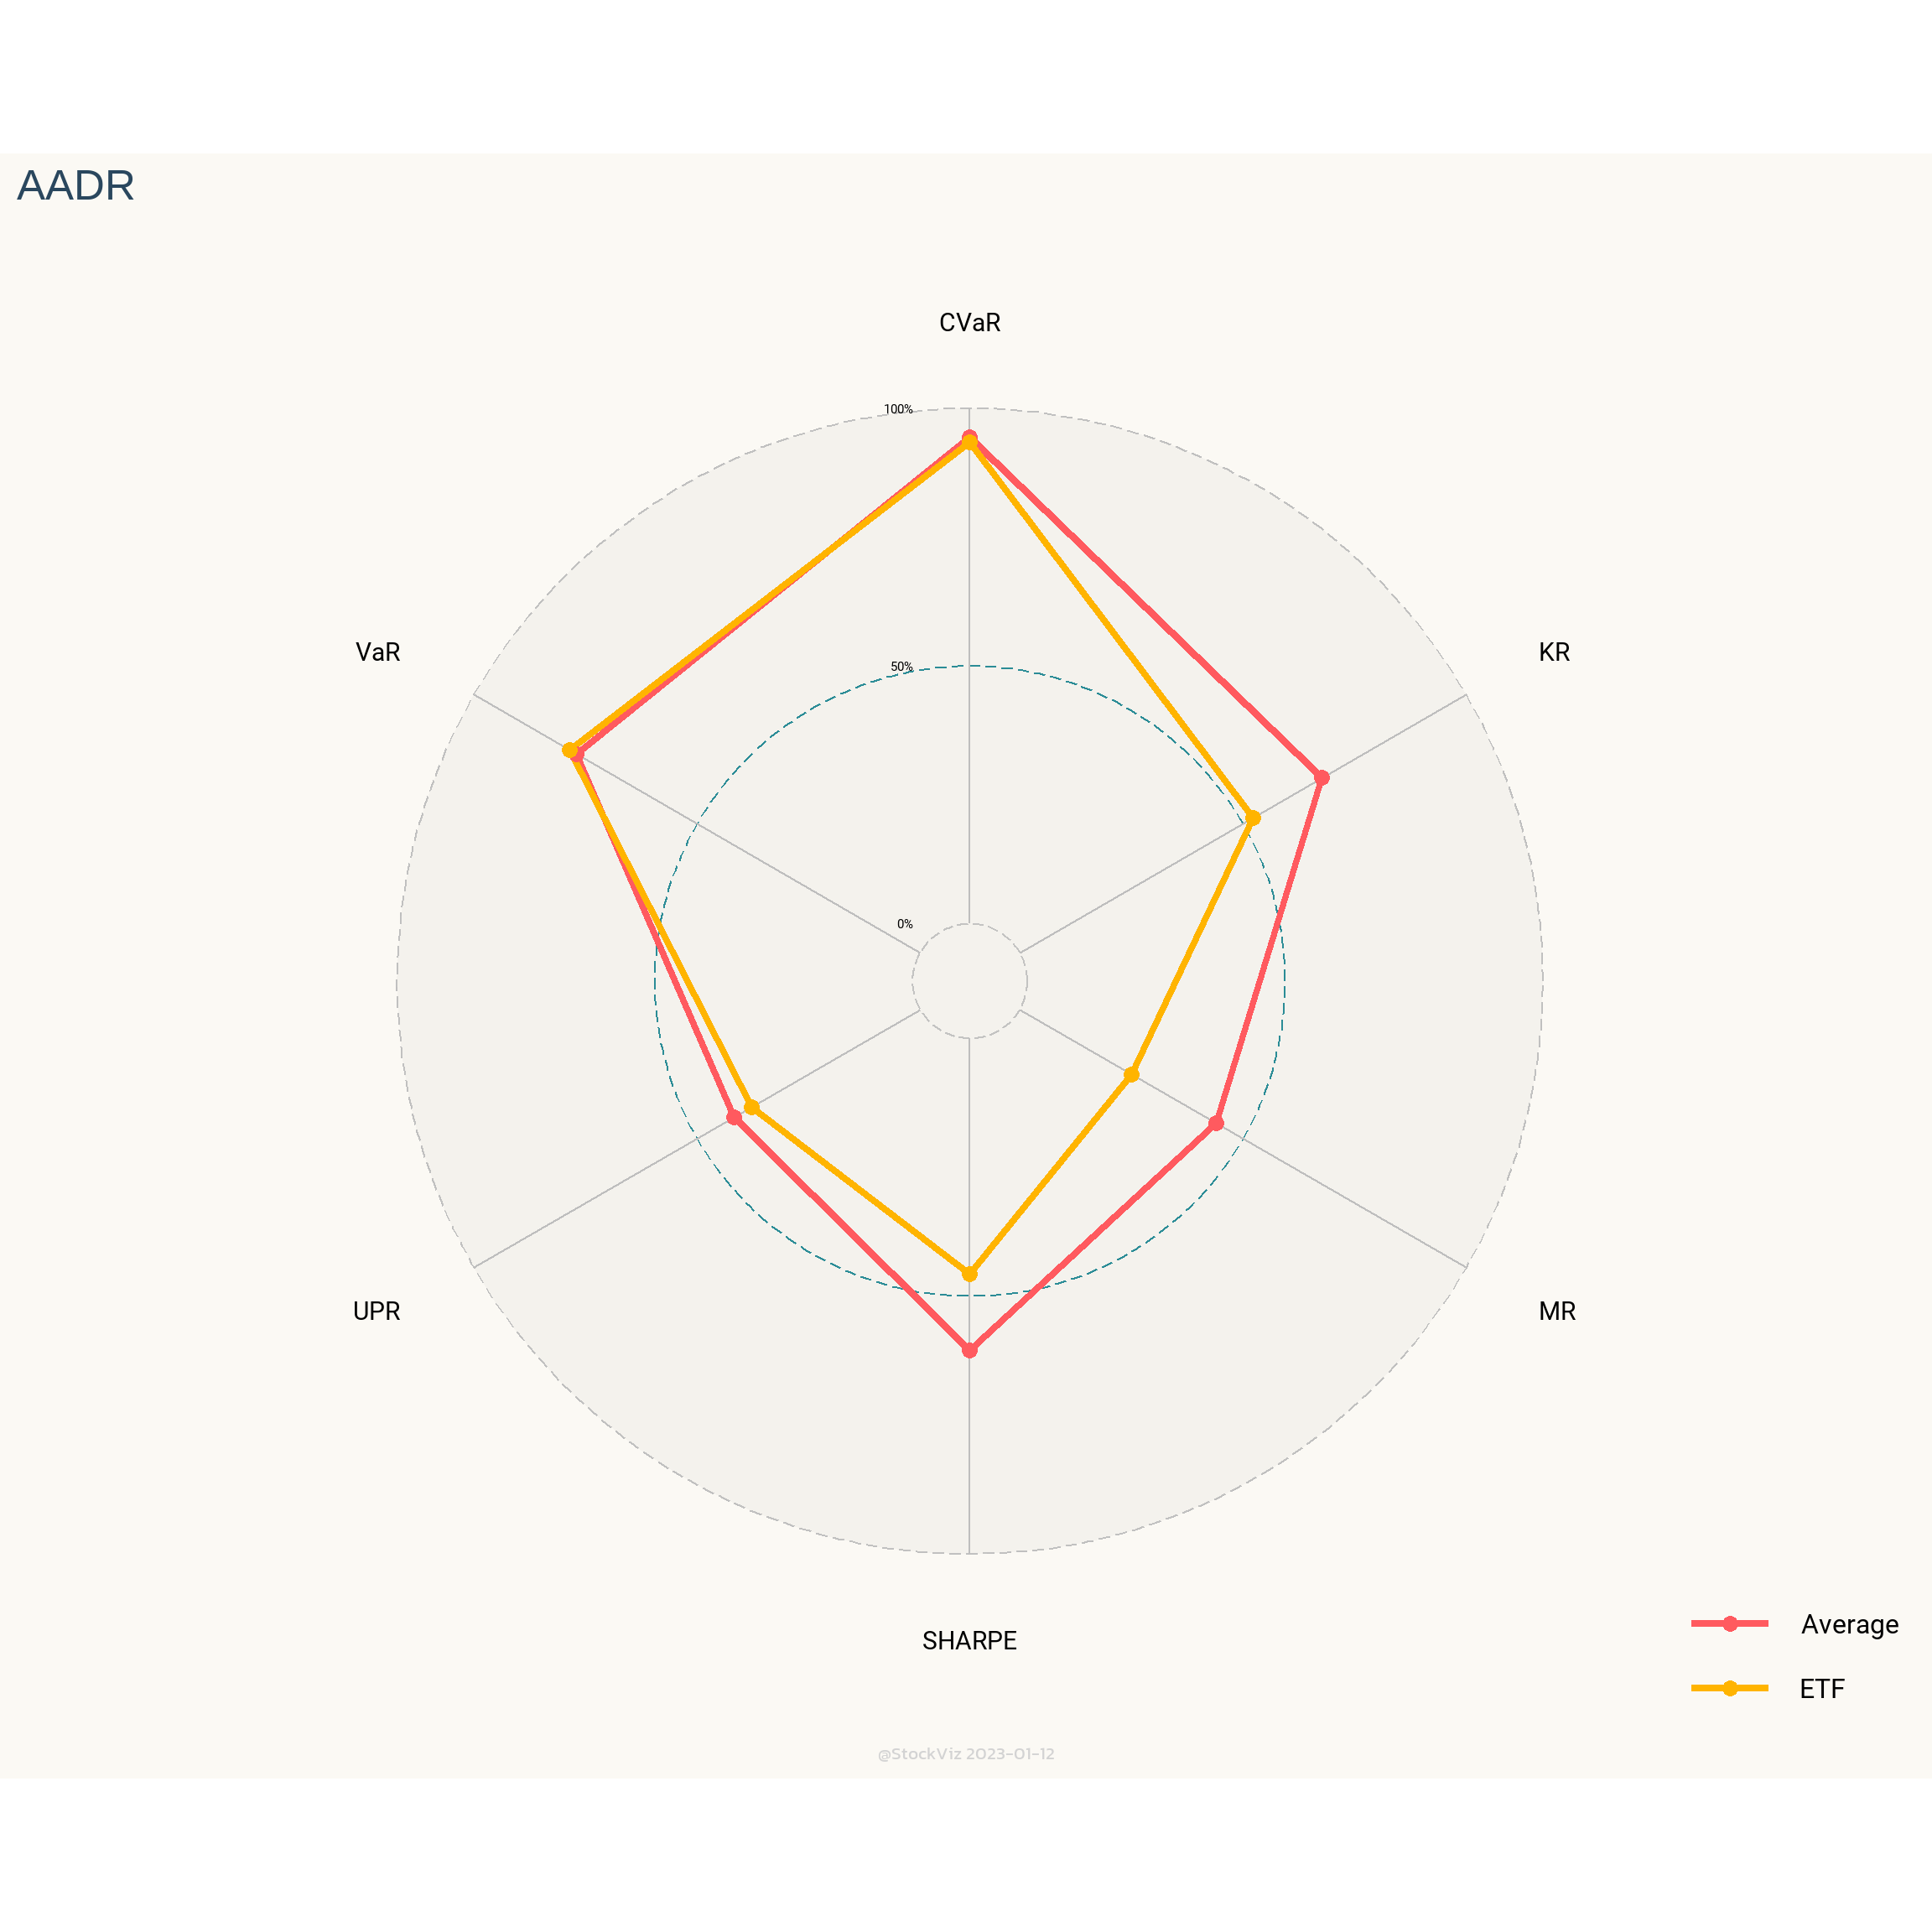 AADR
CVaR
100%
VaR
KR
50%
0%
UPR
MR
SHARPE
Average
ETF
@StockViz 2023-01-12